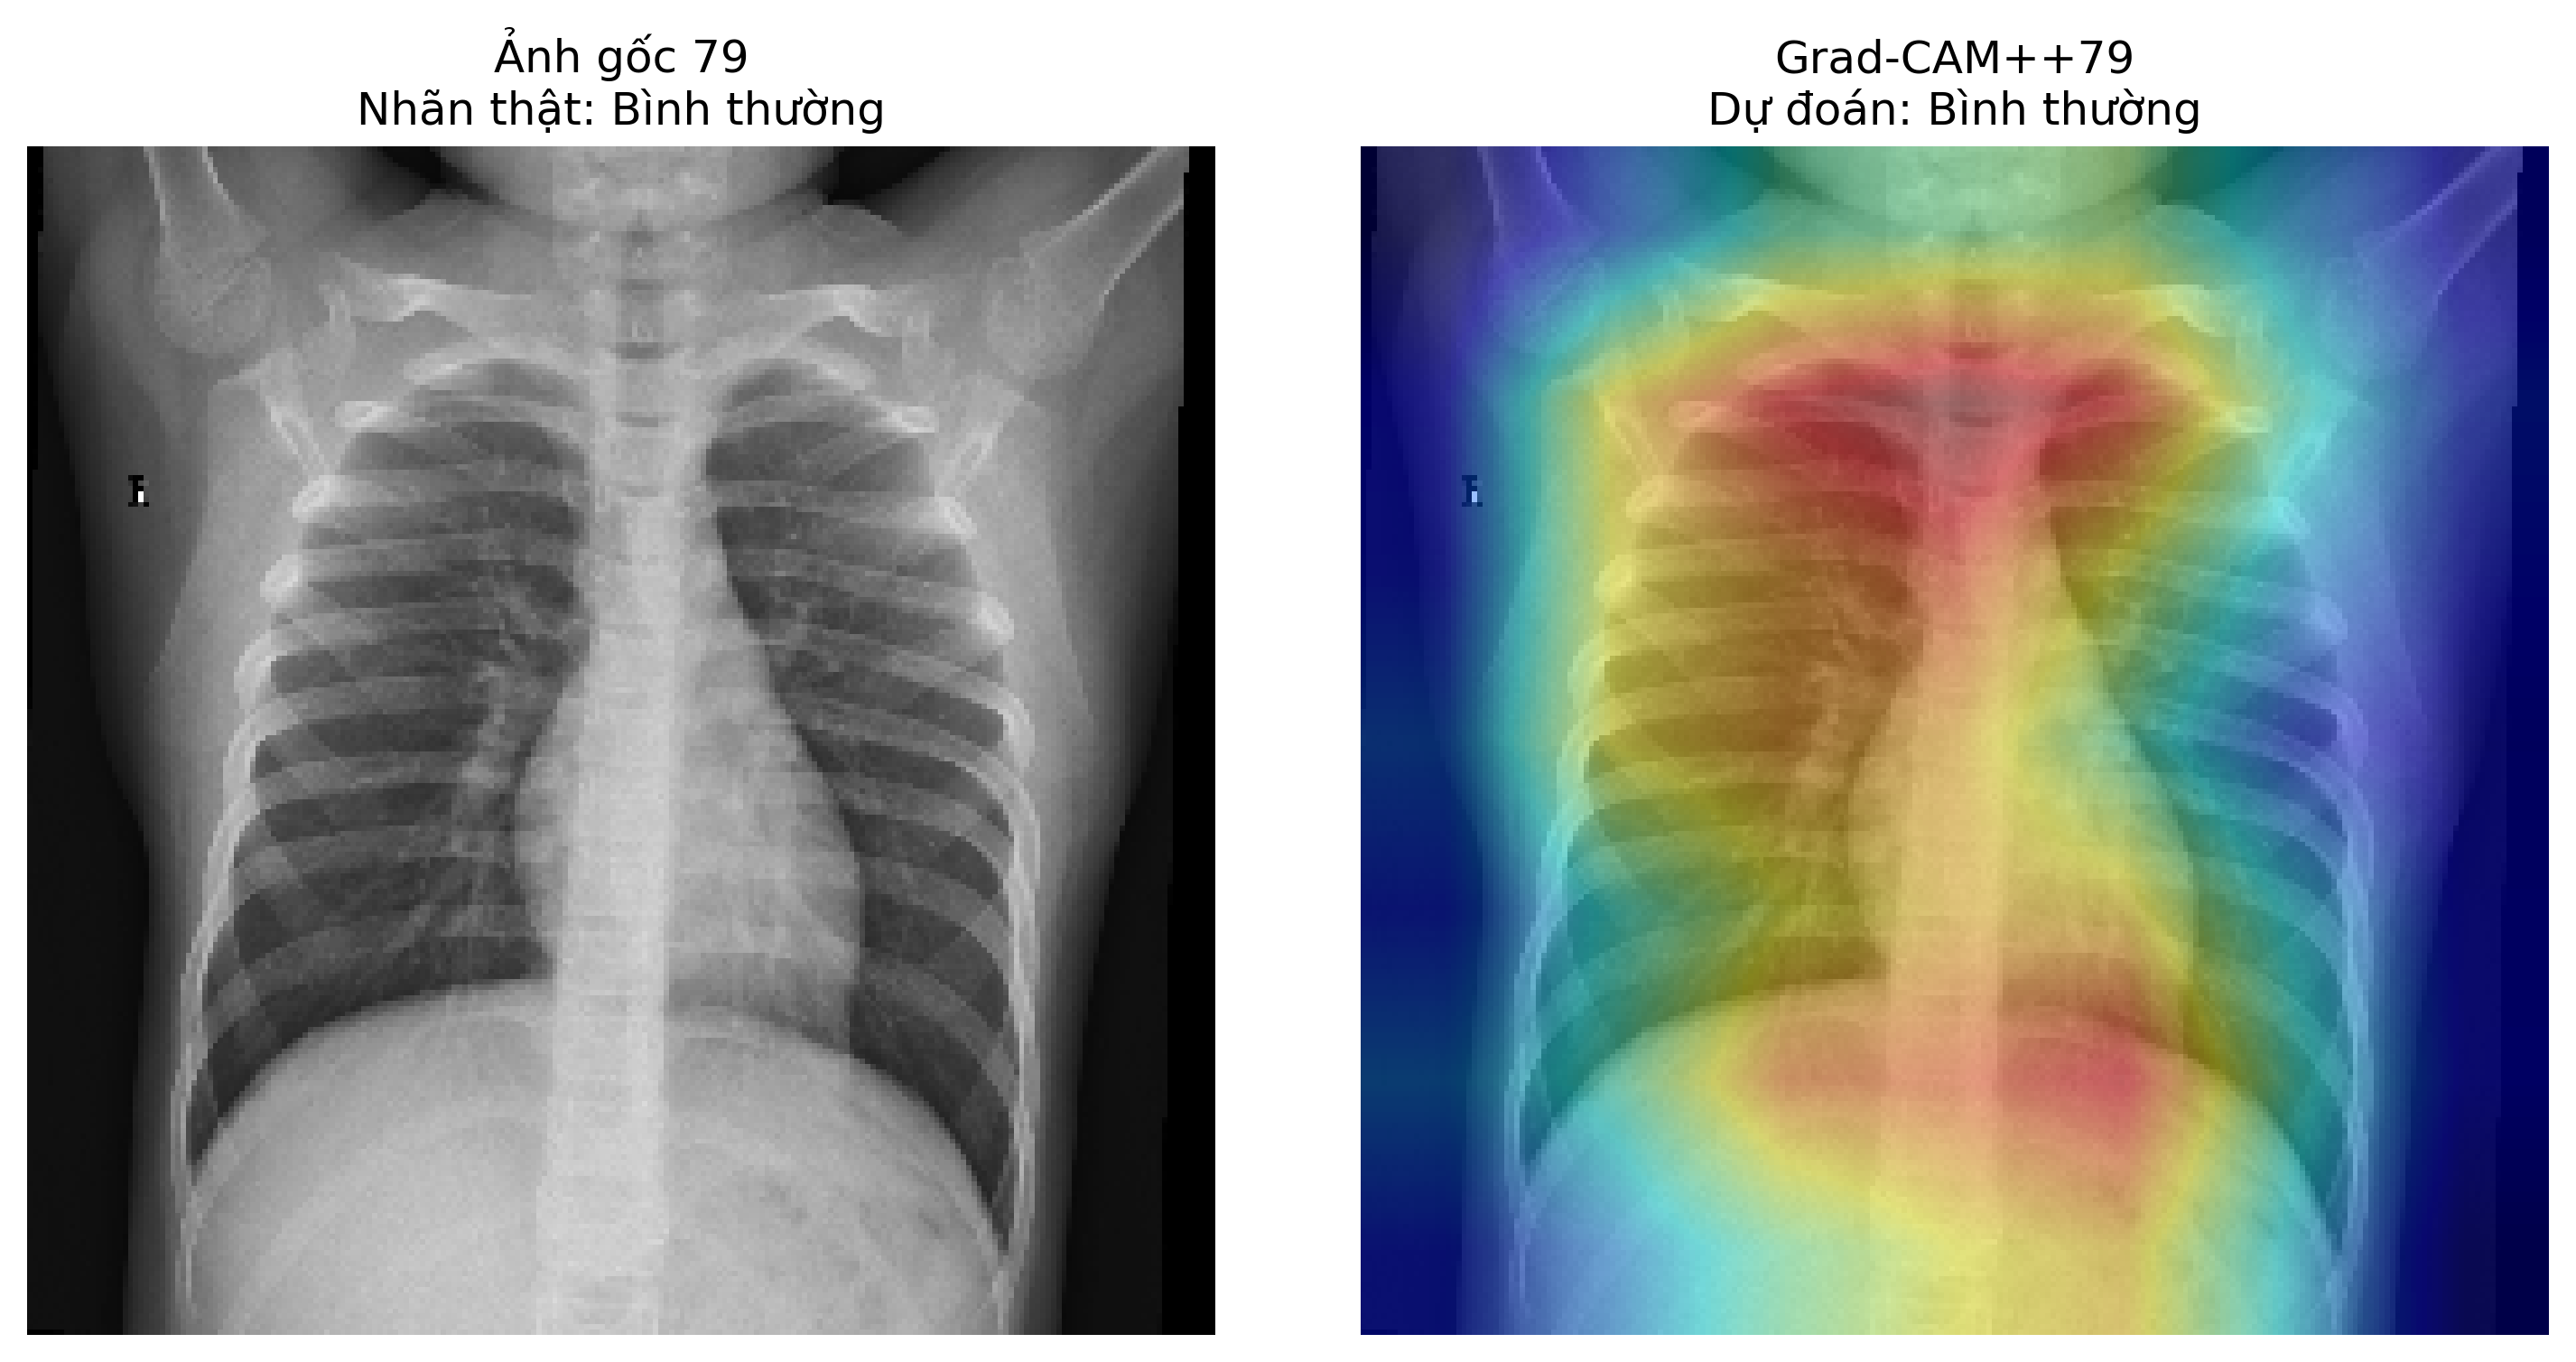 Ảnh gốc 79
Nhãn thật: Bình thường
Grad-CAM++79
Dự đoán: Bình thường